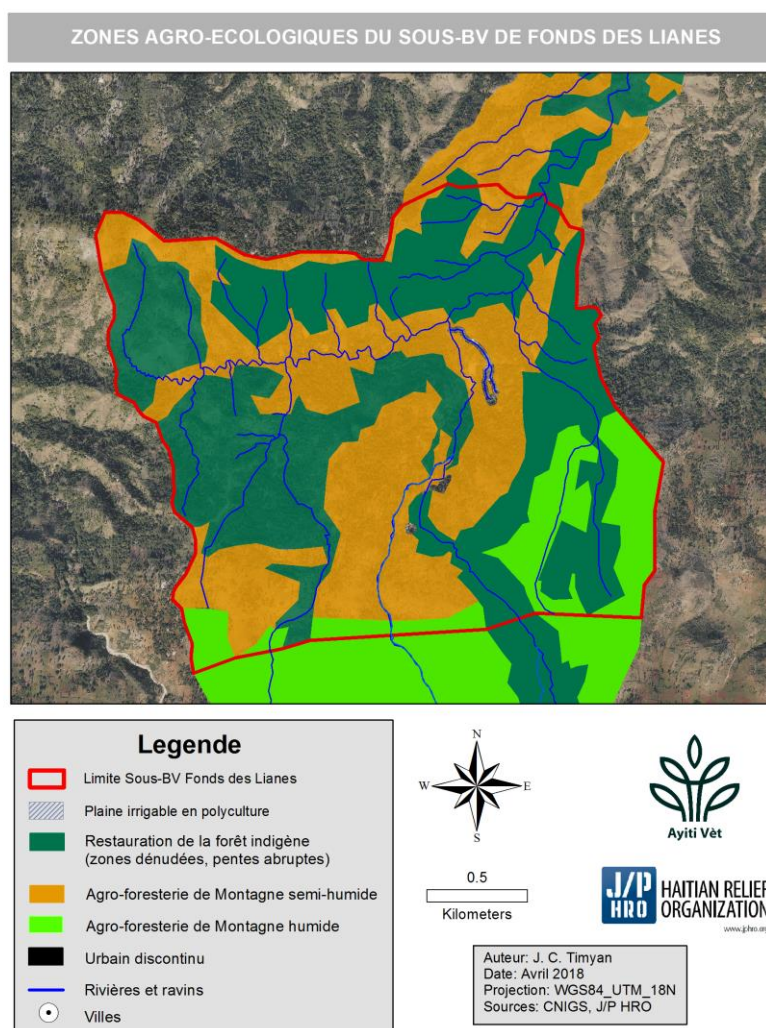 ZONES AGRO-ECOLOGIQUES DU SOUS-BV DE FONDS DES LIANES
Legende
Limite Sous-BV Fonds des Lianes
Plaine irrigable en polyculture
Restauration de la forêt indigène
(zones dénudées, pentes abruptes)
Agro-foresterie de Montagne semi-humide
Agro-foresterie de Montagne humide
Urbain discontinu
Rivières et ravins
Villes
N
W
E
S
0.5
Kilometers
Ayiti Vèt
J/P
HRO
HAITIAN RELIEF
ORGANIZATION
www.jphro.org
Auteur: J. C. Timyan
Date: Avril 2018
Projection: WGS84_UTM_18N
Sources: CNIGS, J/P HRO